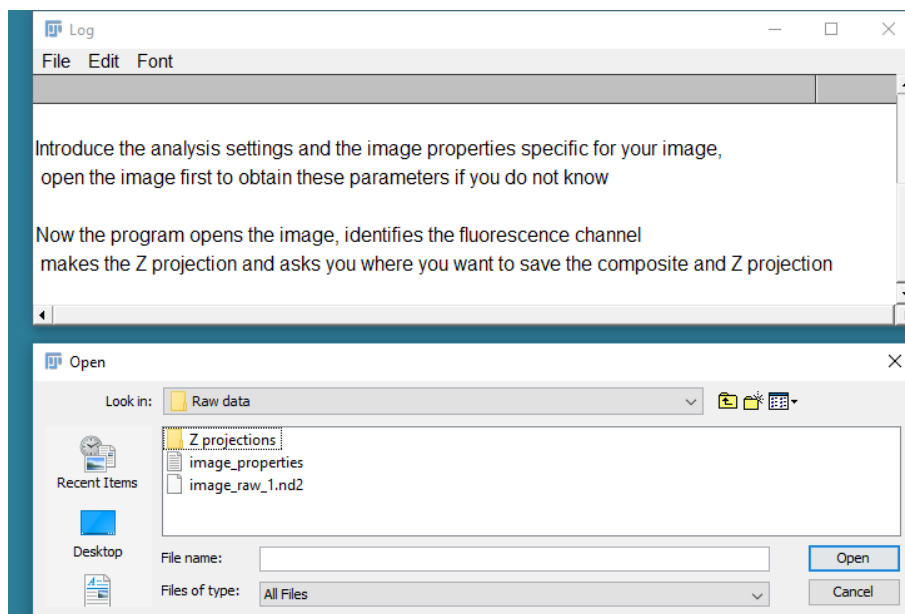 Log
File Edit Font
Introduce the analysis settings and the image properties specific for your image,
open the image first to obtain these parameters if you do not know
Now the program opens the image, identifies the fluorescence channel
makes the Z projection and asks you where you want to save the composite and Z projection
Open
Look in: Raw data
Z projections
image_properties
image_raw_1.nd2
Recent Items
Desktop
File name: Open
Files of type: All Files Cancel